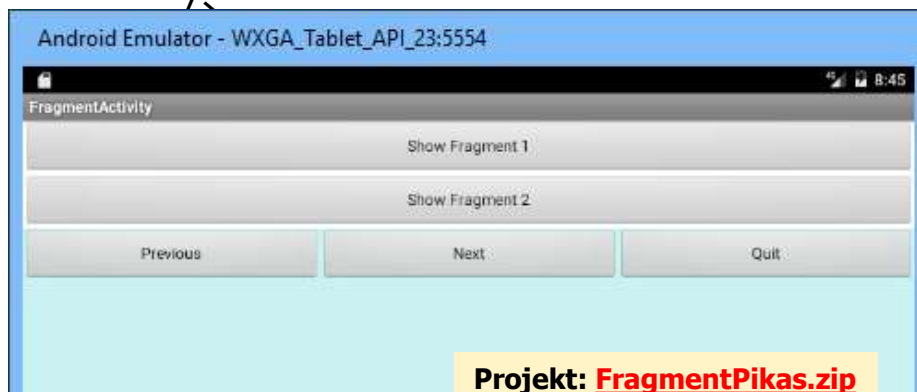 Android Emulator - WXGA_Tablet_API_23:5554
8:45
FragmentActivity
Show Fragment 1
Show Fragment 2
Previous Next Quit
Projekt: FragmentPikas.zip